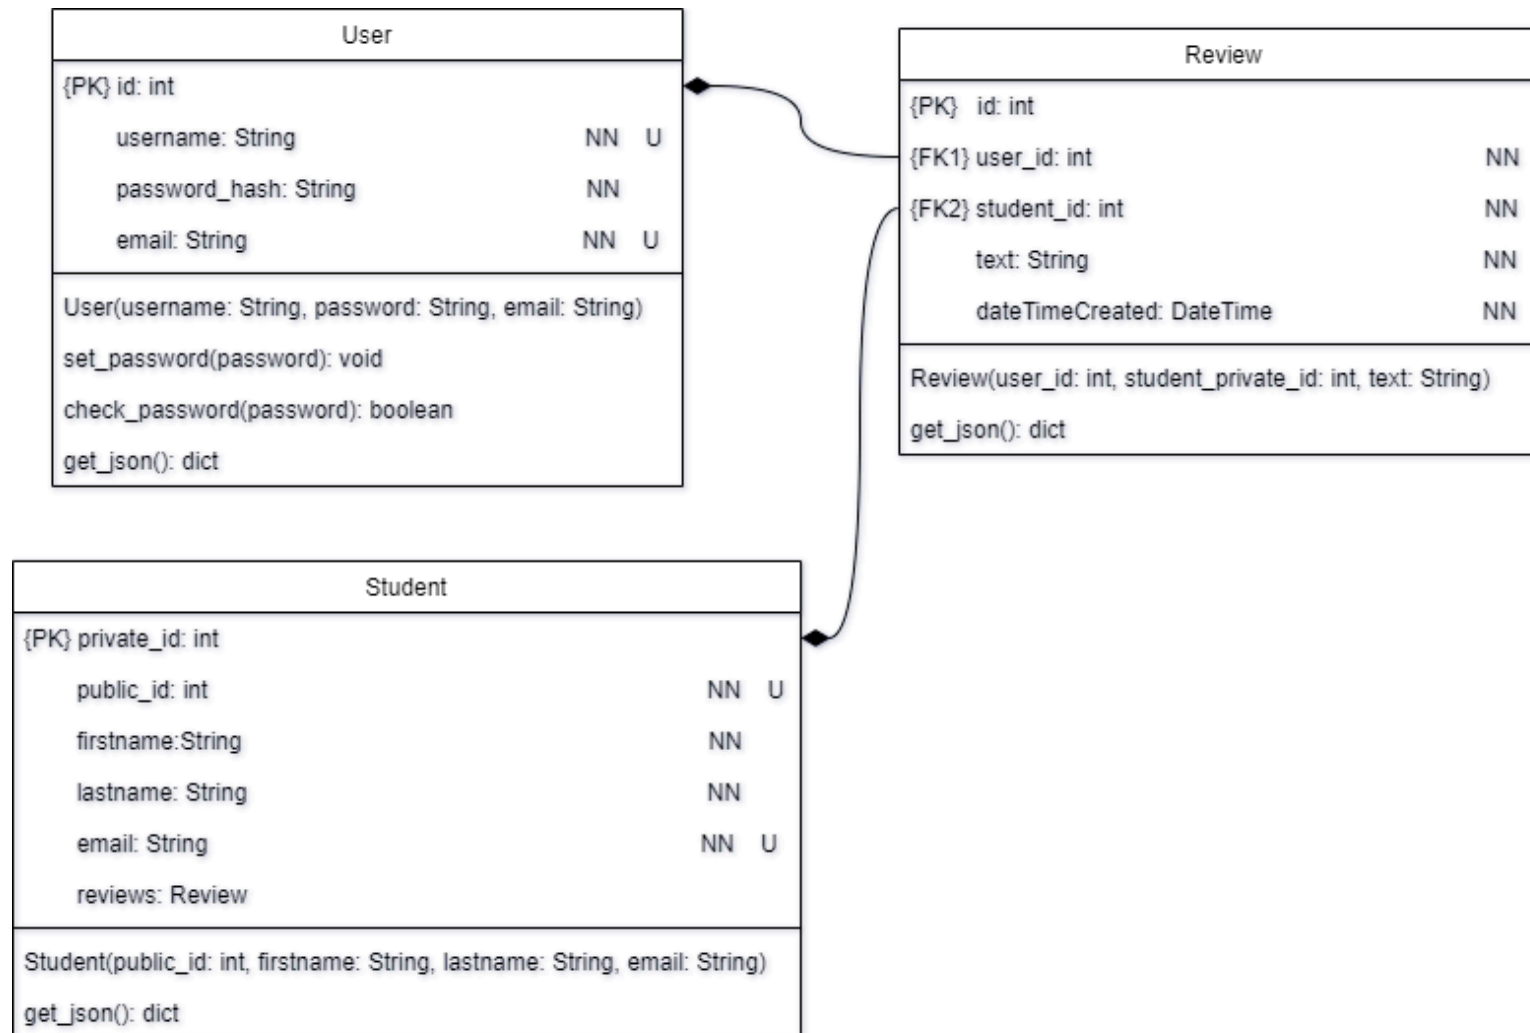 User
{PK} id: int
username: String NN U
password_hash: String NN
email: String NN U
User(username: String, password: String, email: String)
set_password(password): void
check_password(password): boolean
get_json(): dict
Review
{PK} id: int
{FK1} user_id: int NN
{FK2} student_id: int NN
text: String NN
dateTimeCreated: DateTime NN
Review(user_id: int, student_private_id: int, text: String)
get_json(): dict
Student
{PK} private_id: int
public_id: int NN U
firstname:String NN
lastname: String NN
email: String NN U
reviews: Review
Student(public_id: int, firstname: String, lastname: String, email: String)
get_json(): dict